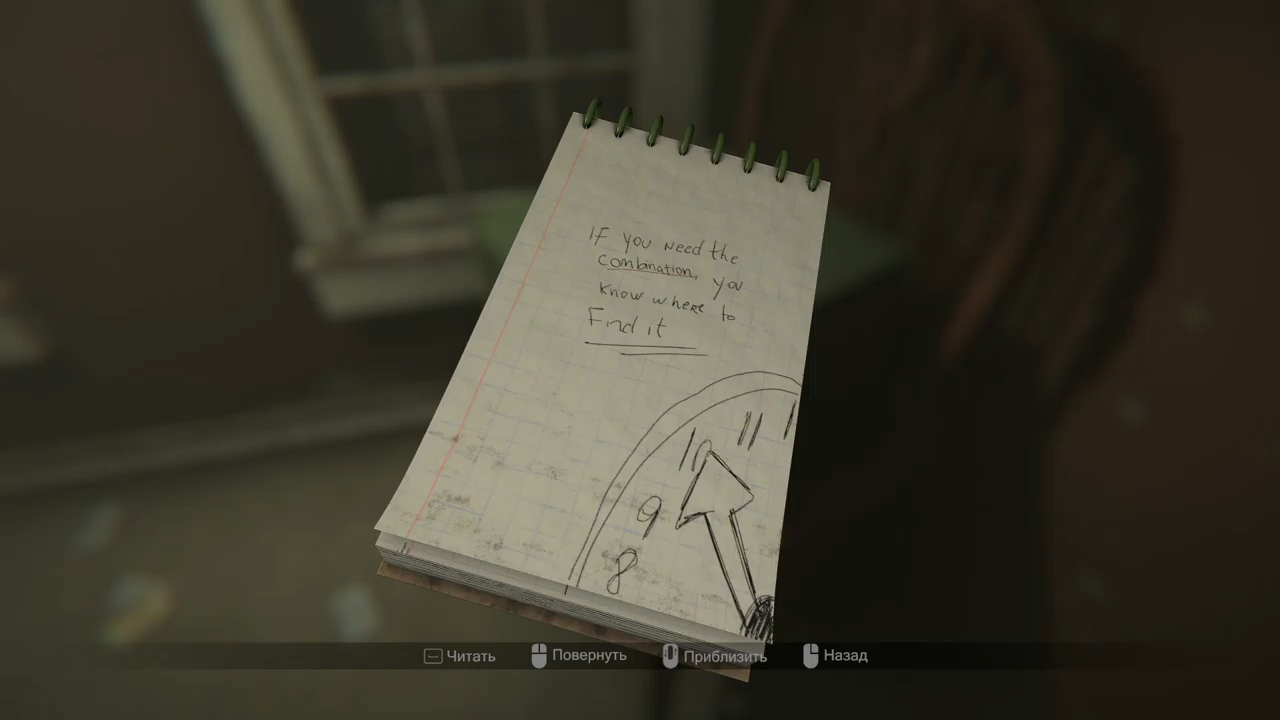 IF you need the
combination, you
know where to
Find it
11
10
9
8
Читать Повернуть Приблизить Назад